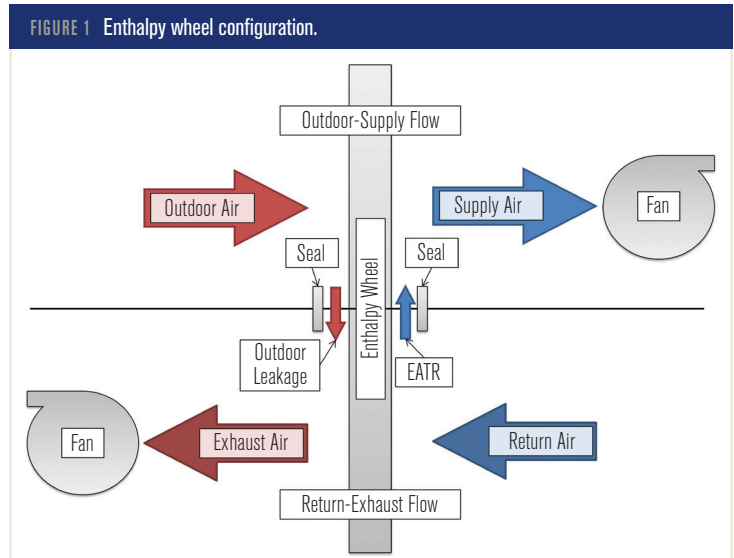 FIGURE 1 Enthalpy wheel configuration.
Outdoor-Supply Flow
Outdoor Air
Supply Air
Fan
Seal
Seal
Enthalpy Wheel
Outdoor
Leakage
EATR
Fan
Exhaust Air
Return Air
Return-Exhaust Flow